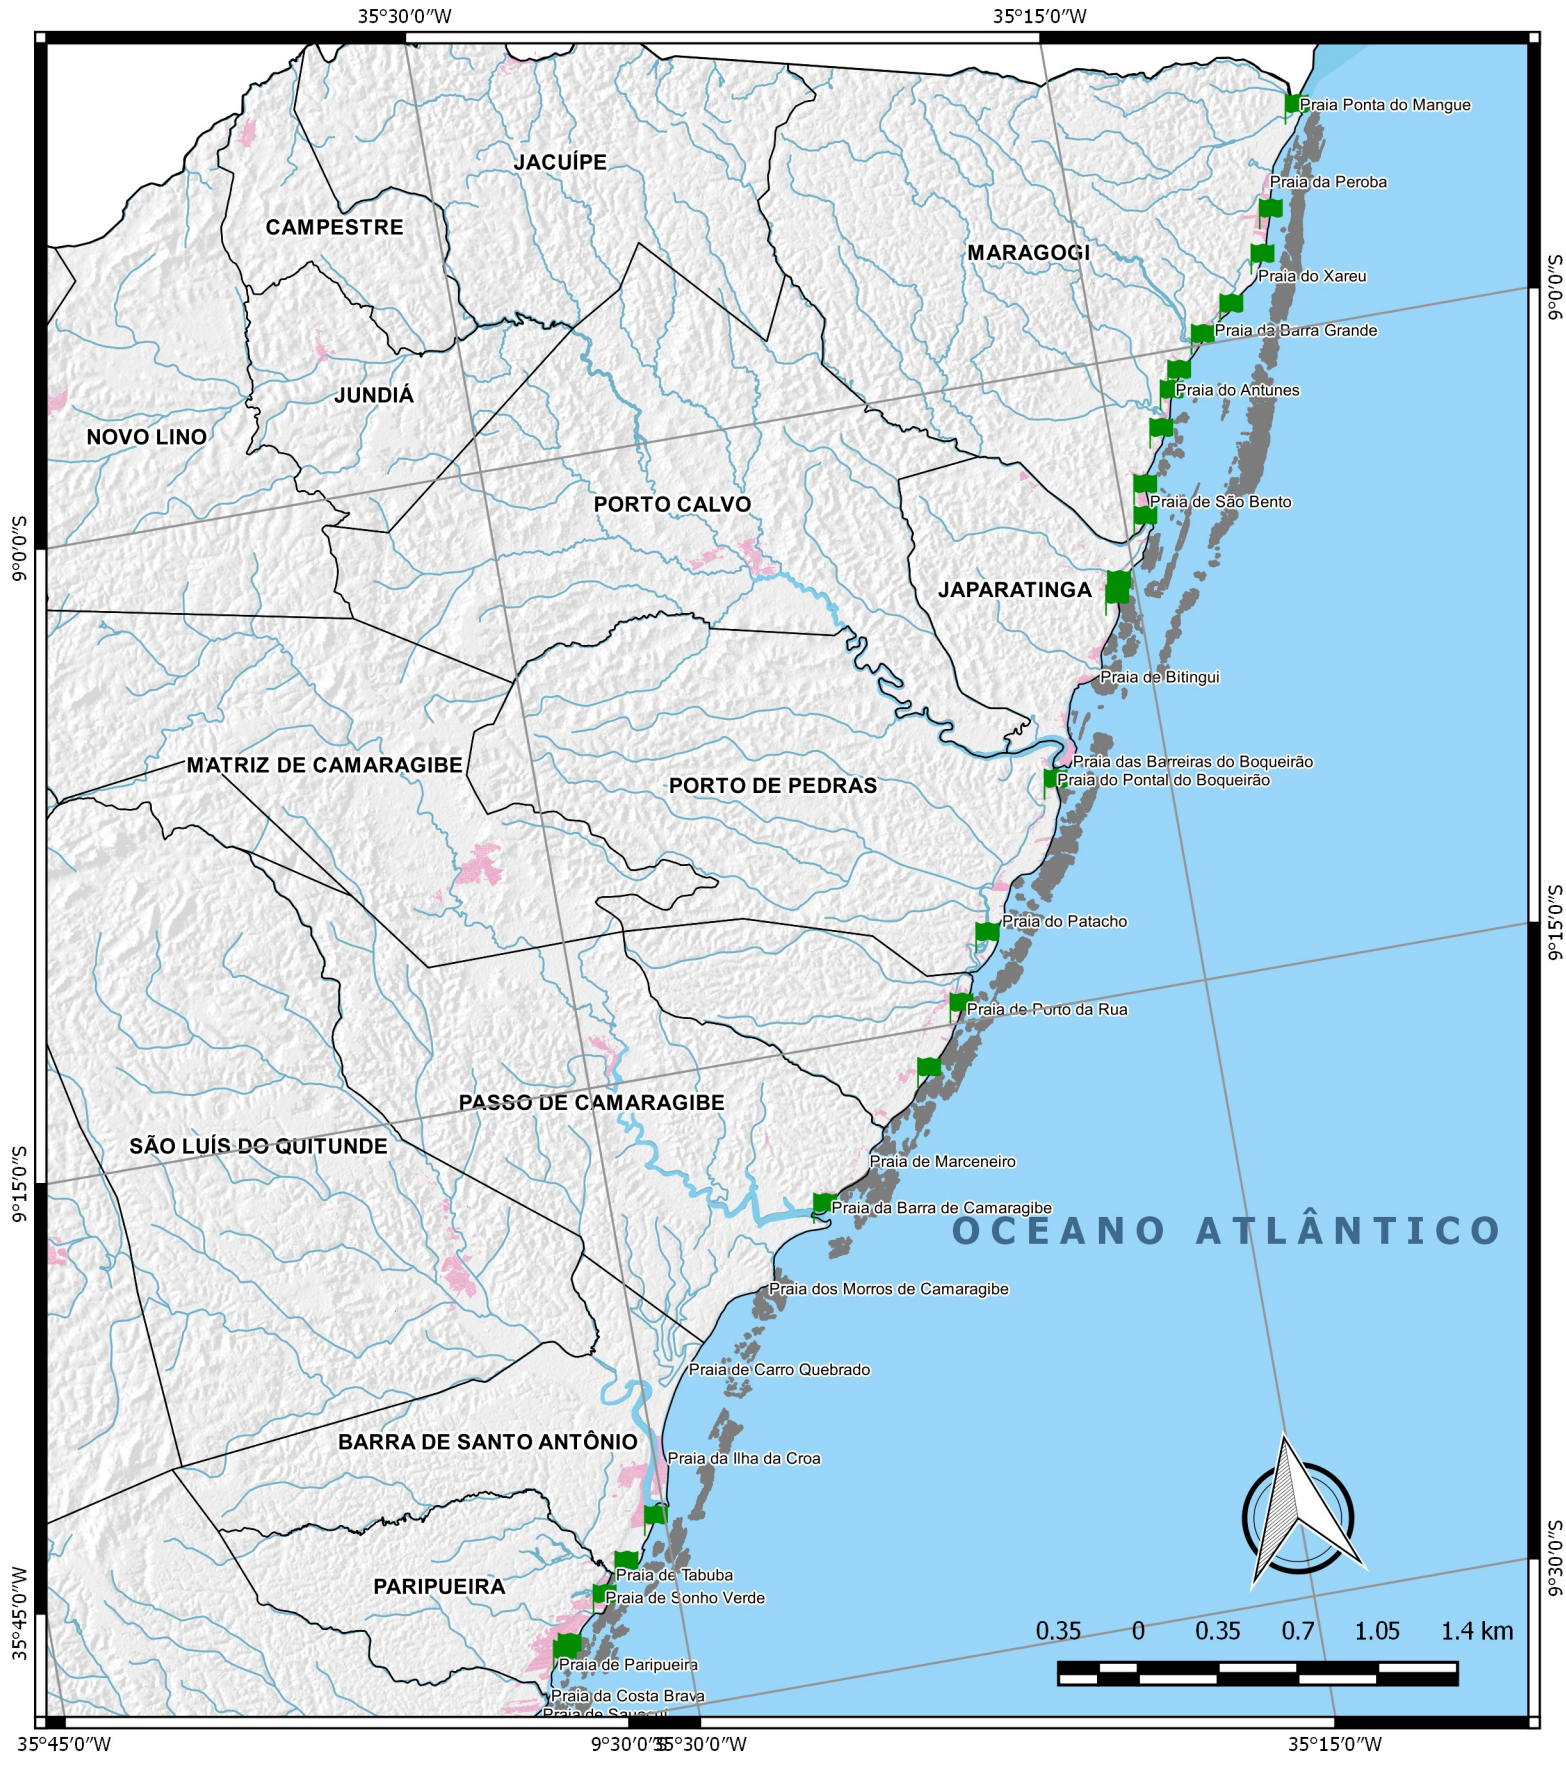 35°30′0″W
35°15′0″W
Praia Ponta do Mangue
JACUÍPE
Praia da Peroba
CAMPESTRE
MARAGOGI
Praia do Xareu
9°0′0″S
Praia da Barra Grande
JUNDIÁ
Praia do Antunes
NOVO LINO
PORTO CALVO
Praia de São Bento
9°0′0″S
JAPARATINGA
Praia de Bitingui
MATRIZ DE CAMARAGIBE
Praia das Barreiras do Boqueirão
Praia do Pontal do Boqueirão
PORTO DE PEDRAS
Praia do Patacho
9°15′0″S
Praia de Porto da Rua
PASSO DE CAMARAGIBE
SÃO LUÍS DO QUITUNDE
Praia de Marceneiro
9°15′0″S
Praia da Barra de Camaragibe
OCEANO ATLÂNTICO
Praia dos Morros de Camaragibe
Praia de Carro Quebrado
BARRA DE SANTO ANTÔNIO
Praia da Ilha da Croa
9°30′0″S
Praia de Tabuba
PARIPUEIRA
Praia de Sonho Verde
35°45′0″W
0.35 0 0.35 0.7 1.05 1.4 km
Praia de Paripueira
Praia da Costa Brava
Praia de Sauaçui
35°45′0″W
9°30′0″S
35°30′0″W
35°15′0″W